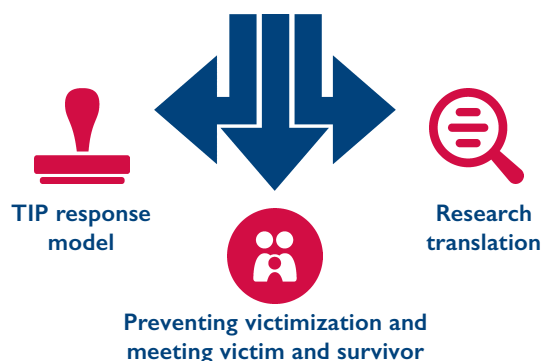 TIP response
model
Research
translation
Preventing victimization and
meeting victim and survivor